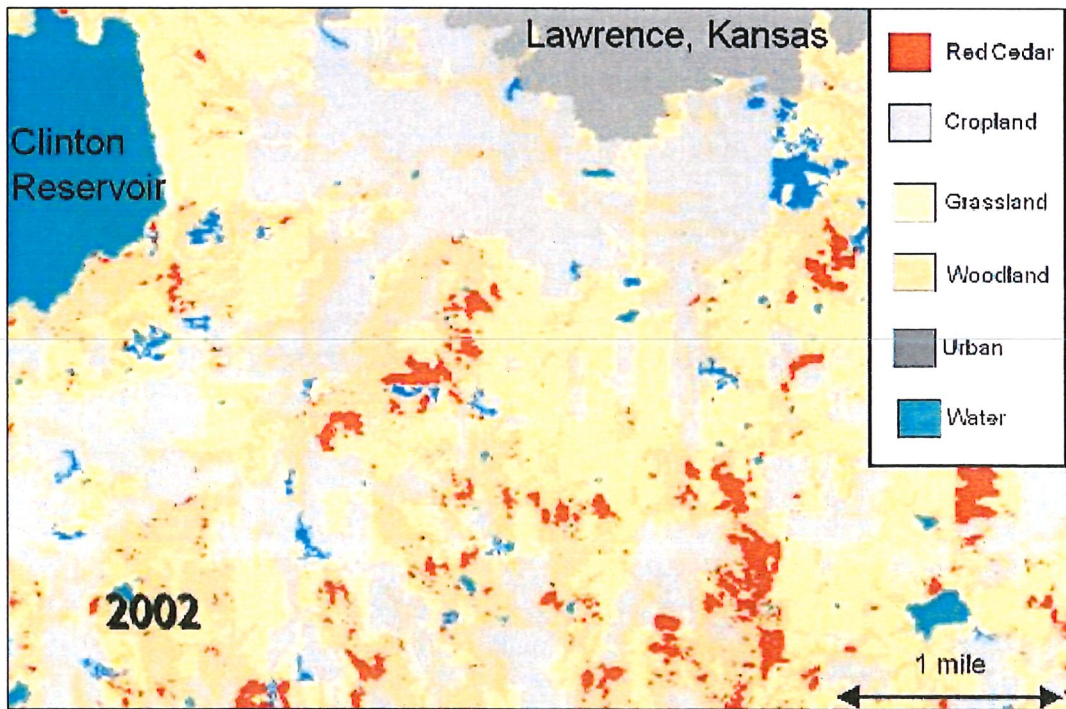 Lawrence, Kansas
Clinton
Reservoir
Red Cedar
Cropland
Grassland
Woodland
Urban
Water
2002
1 mile